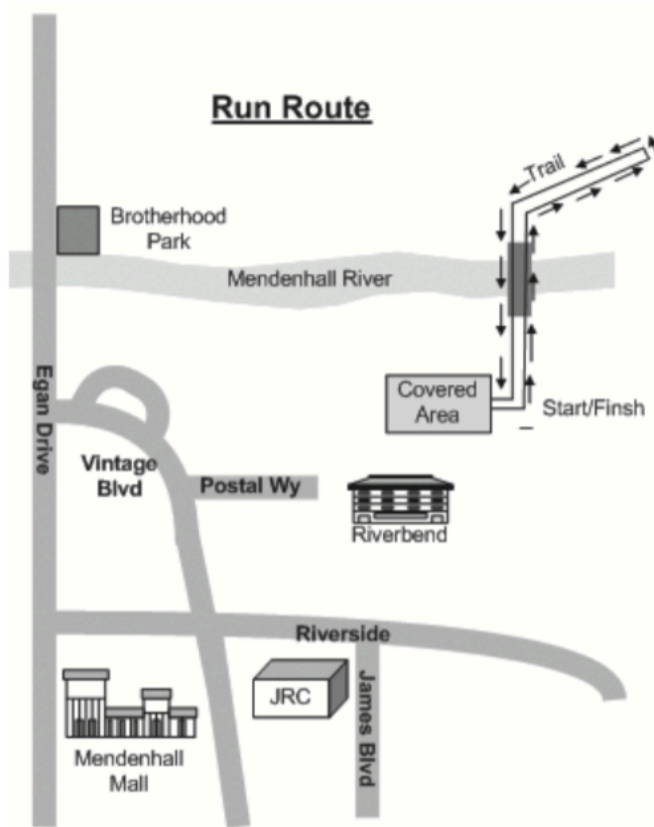 Run Route
Trail
Brotherhood
Park
Mendenhall River
Egan Drive
Covered
Area
Start/Finsh
Vintage
Blvd
Postal Wy
Riverbend
Riverside
JRC
James Blvd
Mendenhall
Mall